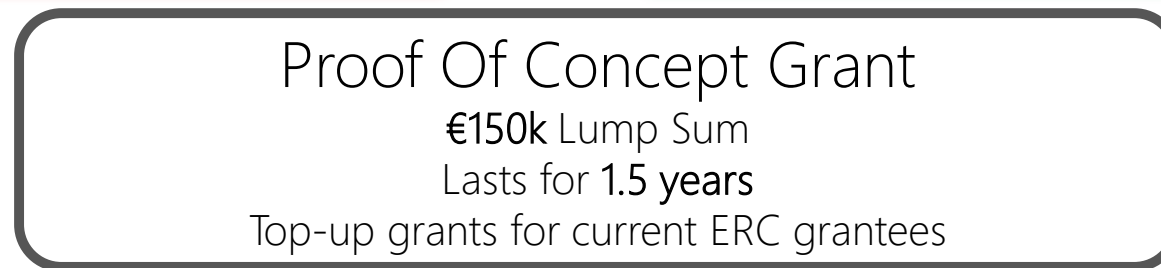 Proof Of Concept Grant
€150k Lump Sum
Lasts for 1.5 years
Top-up grants for current ERC grantees